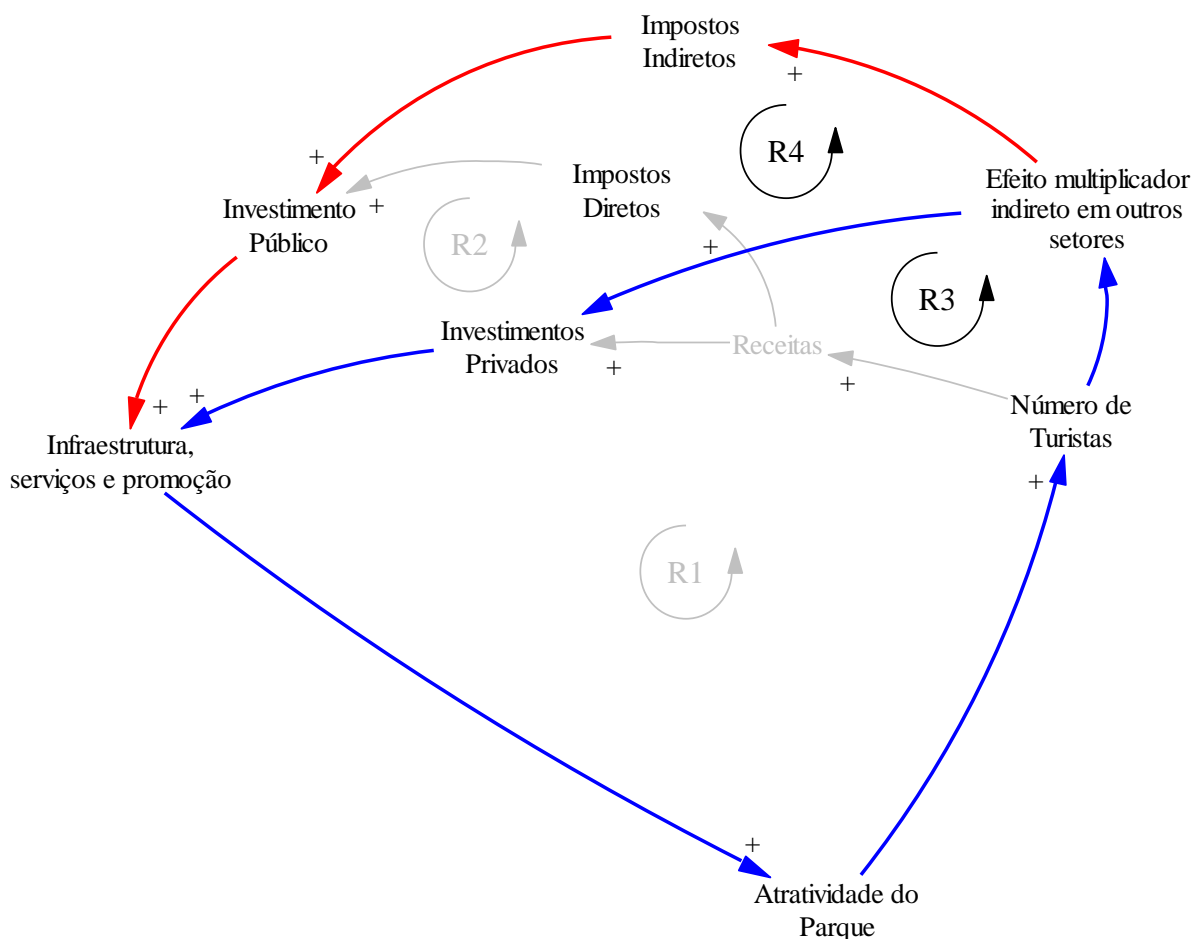 Impostos
Indiretos
+
R4
+
Impostos
Diretos
Efeito multiplicador
indireto em outros
setores
Investimento
Público
+
R2
+
R3
Investimentos
Privados
Receitas
+
+
+
+
Número de
Turistas
Infraestrutura,
serviços e promoção
+
R1
+
Atratividade do
Parque